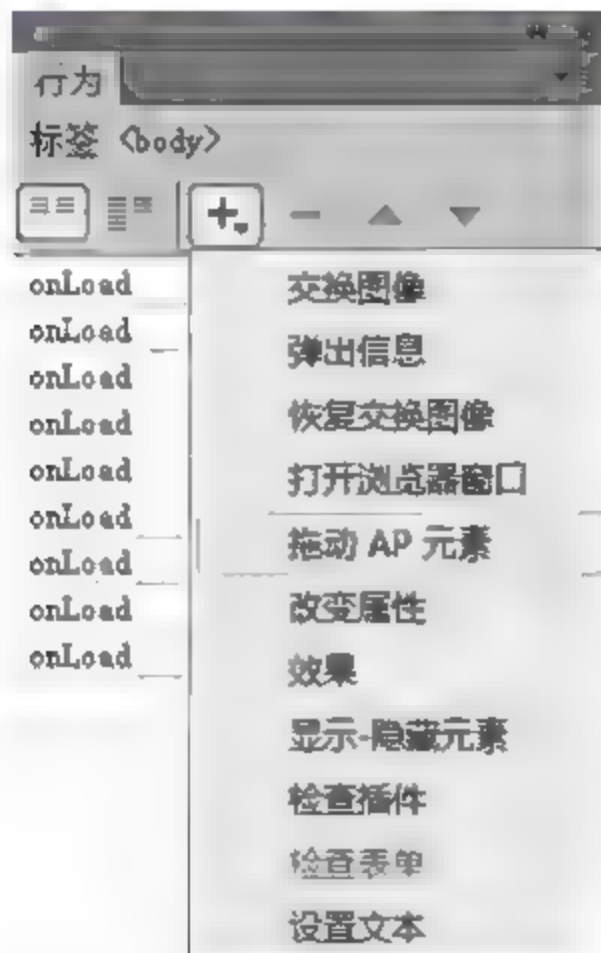 行为
标签 <body>
onLoad
onLoad
onLoad
onLoad
onLoad
onLoad
onLoad
onLoad
onLoad
交换图像
弹出信息
恢复交换图像
打开浏览器窗口
拖动 AP 元素
改变属性
效果
显示-隐藏元素
检查插件
检查表单
设置文本